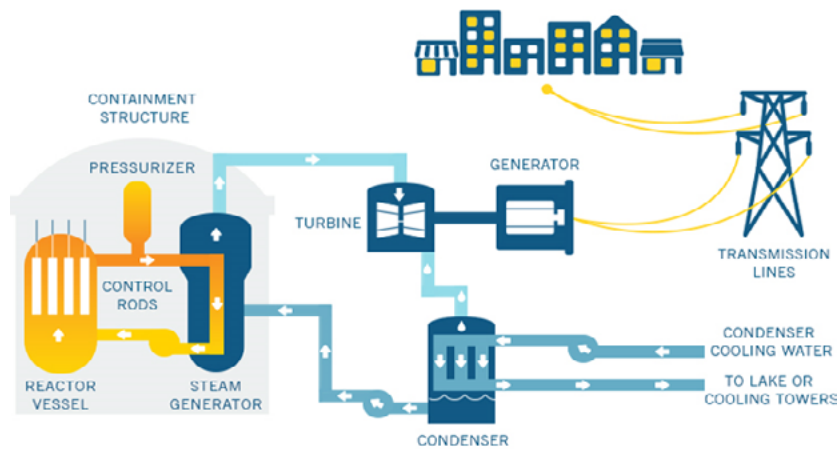 CONTAINMENT
STRUCTURE
PRESSURIZER
GENERATOR
TURBINE
TRANSMISSION
LINES
CONTROL
RODS
CONDENSER
COOLING WATER
REACTOR
VESSEL
STEAM
GENERATOR
TO LAKE OR
COOLING TOWERS
CONDENSER